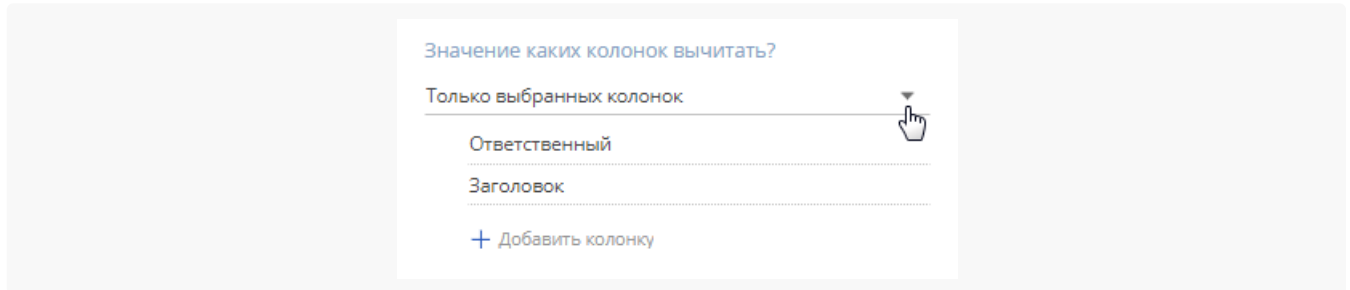 Значение каких колонок вычитать?
Только выбранных колонок
Ответственный
Заголовок
+ Добавить колонку